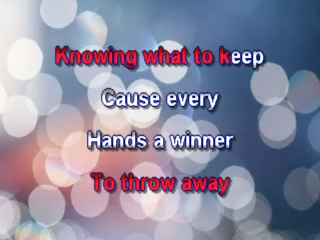 Knowing what to keep
Cause every
Hands a winner
To throw away